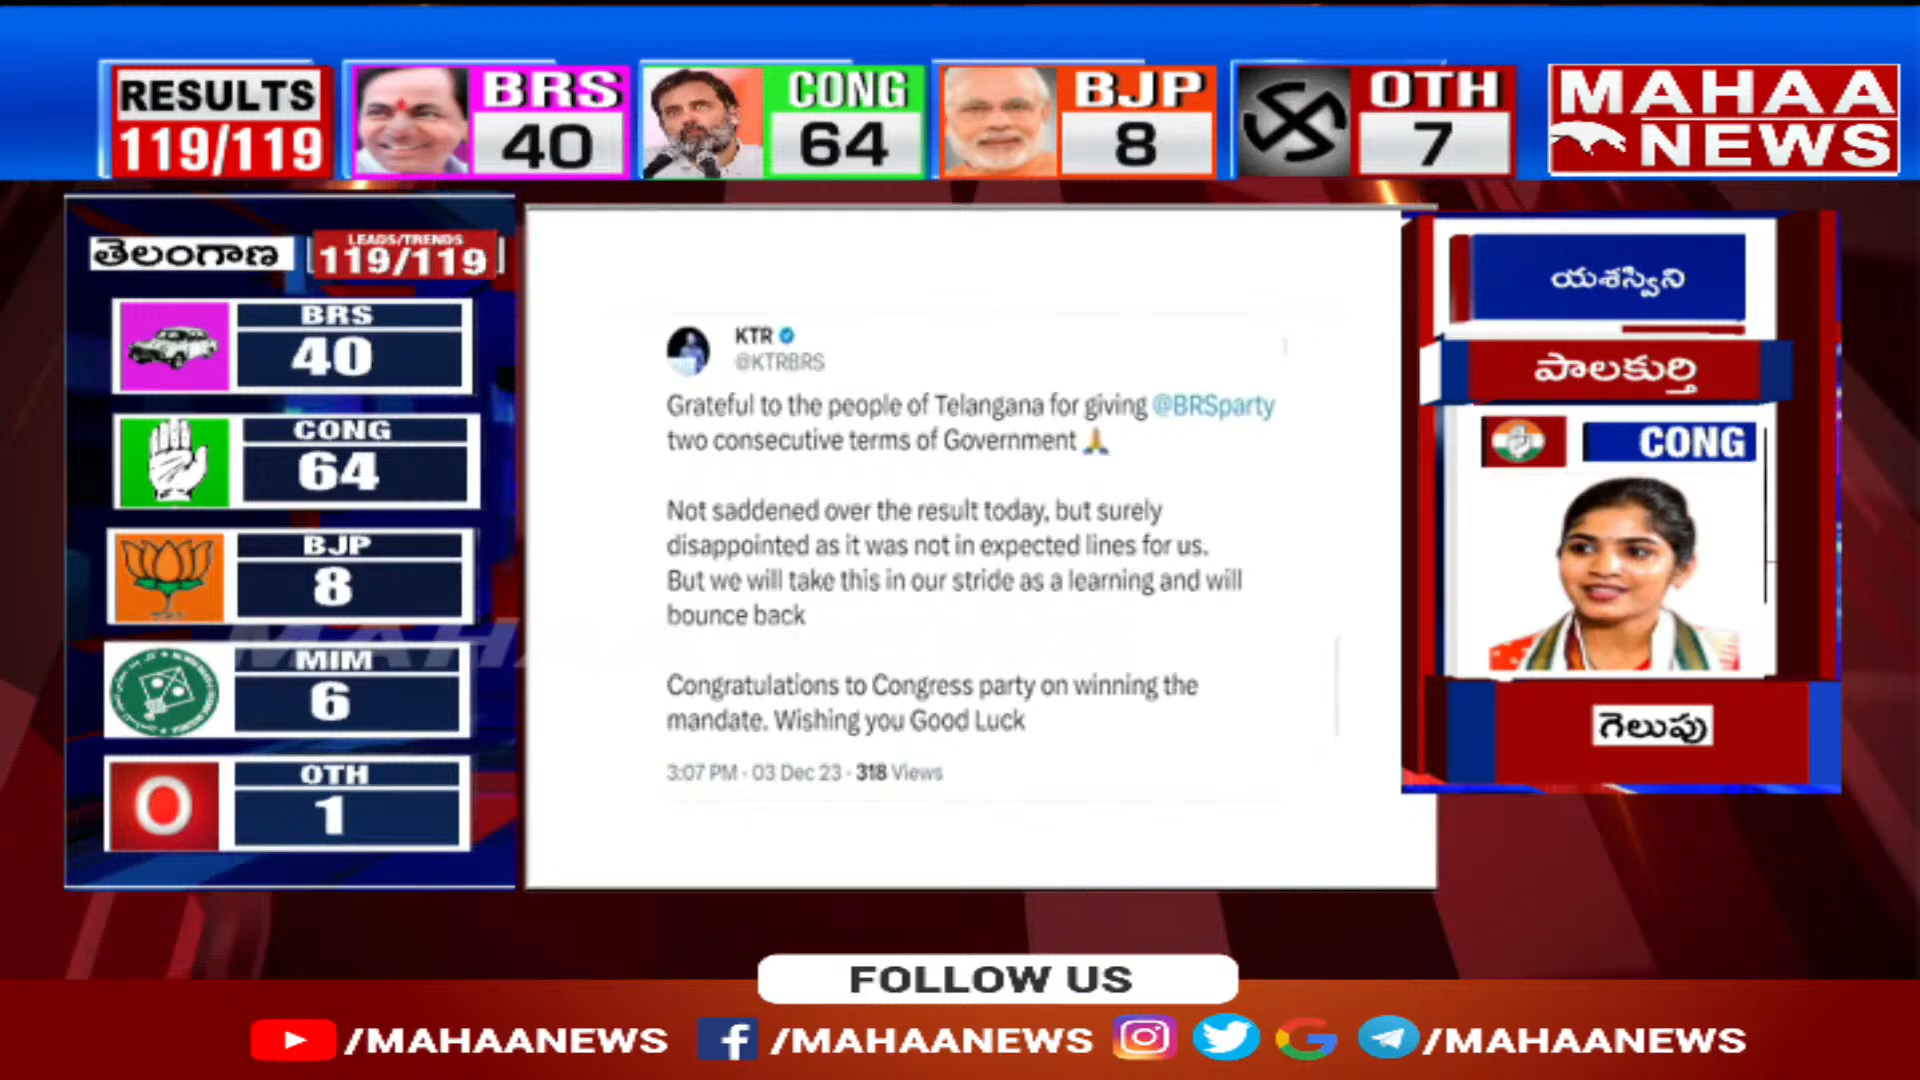 RESULTS
119/119
BRS
40
CONG
64
BJP
8
OTH
7
MAHAA
NEWS
తెలంగాణ
LEADS/TRENDS
119/119
BRS
40
CONG
64
BJP
8
MIM
6
OTH
1
KTR
@KTRBRS
Grateful to the people of Telangana for giving @BRSparty
two consecutive terms of Government 🙏
Not saddened over the result today, but surely
disappointed as it was not in expected lines for us.
But we will take this in our stride as a learning and will
bounce back
Congratulations to Congress party on winning the
mandate. Wishing you Good Luck
3:07 PM · 03 Dec 23 · 318 Views
MAHAA NEWS
యశస్విని
పాలకుర్తి
CONG
గెలుపు
FOLLOW US
/MAHAANEWS
/MAHAANEWS
/MAHAANEWS